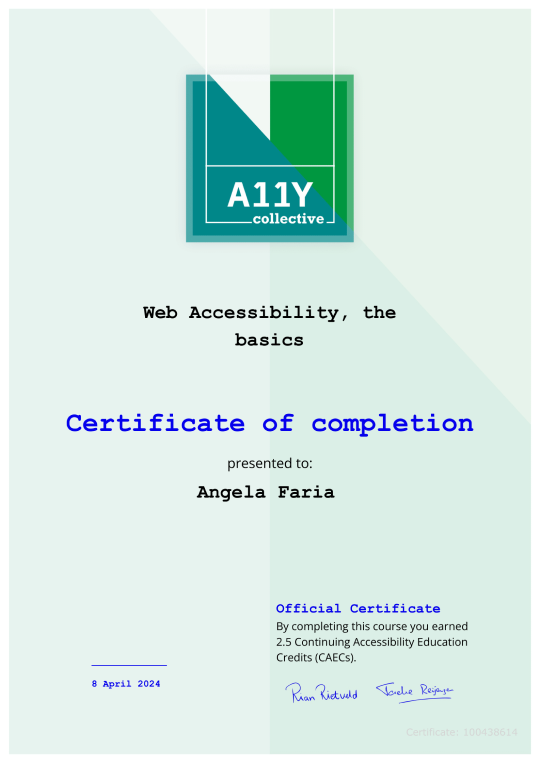 A11Y
collective
Web Accessibility, the
basics
Certificate of completion
presented to:
Angela Faria
Official Certificate
By completing this course you earned
2.5 Continuing Accessibility Education
Credits (CAECs).
8 April 2024
Rian Rietveld
Certificate: 100438614